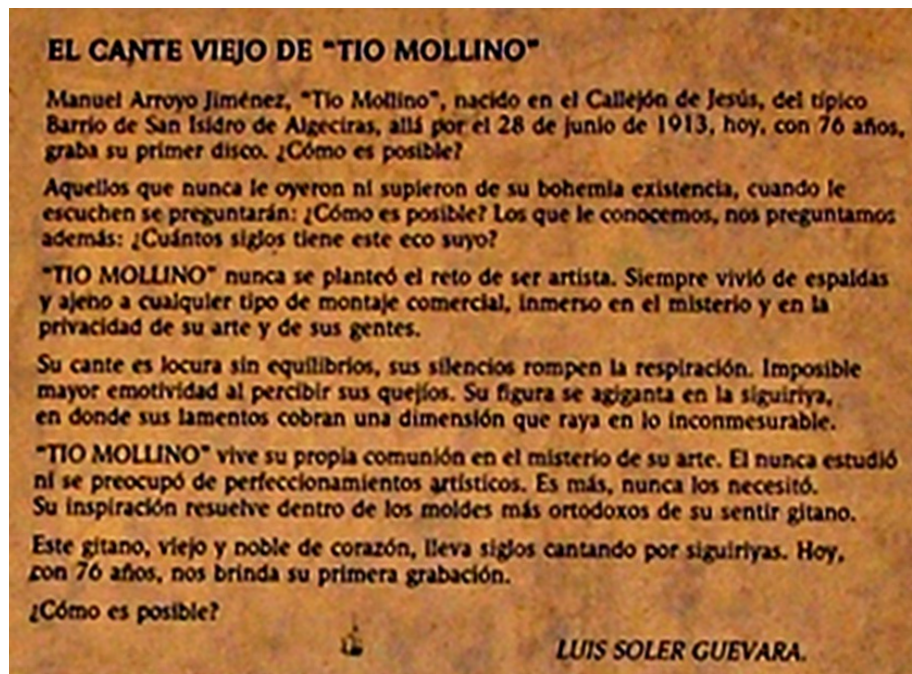 EL CANTE VIEJO DE "TIO MOLLINO"
Manuel Arroyo Jiménez, "Tio Mollino", nacido en el Callejón de Jesús, del típico
Barrio de San Isidro de Algeciras, allá por el 28 de junio de 1913, hoy, con 76 años,
graba su primer disco. ¿Cómo es posible?
Aquellos que nunca le oyeron ni supieron de su bohemia existencia, cuando le
escuchen se preguntarán: ¿Cómo es posible? Los que le conocemos, nos preguntamos
además: ¿Cuántos siglos tiene este eco suyo?
"TIO MOLLINO" nunca se planteó el reto de ser artista. Siempre vivió de espaldas
y ajeno a cualquier tipo de montaje comercial, inmerso en el misterio y en la
privacidad de su arte y de sus gentes.
Su cante es locura sin equilibrios, sus silencios rompen la respiración. Imposible
mayor emotividad al percibir sus quejíos. Su figura se agiganta en la siguiriya,
en donde sus lamentos cobran una dimensión que raya en lo inconmesurable.
"TIO MOLLINO" vive su propia comunión en el misterio de su arte. El nunca estudió
ni se preocupó de perfeccionamientos artísticos. Es más, nunca los necesitó.
Su inspiración resuelve dentro de los moldes más ortodoxos de su sentir gitano.
Este gitano, viejo y noble de corazón, lleva siglos cantando por siguiriyas. Hoy,
con 76 años, nos brinda su primera grabación.
¿Cómo es posible?
LUIS SOLER GUEVARA.